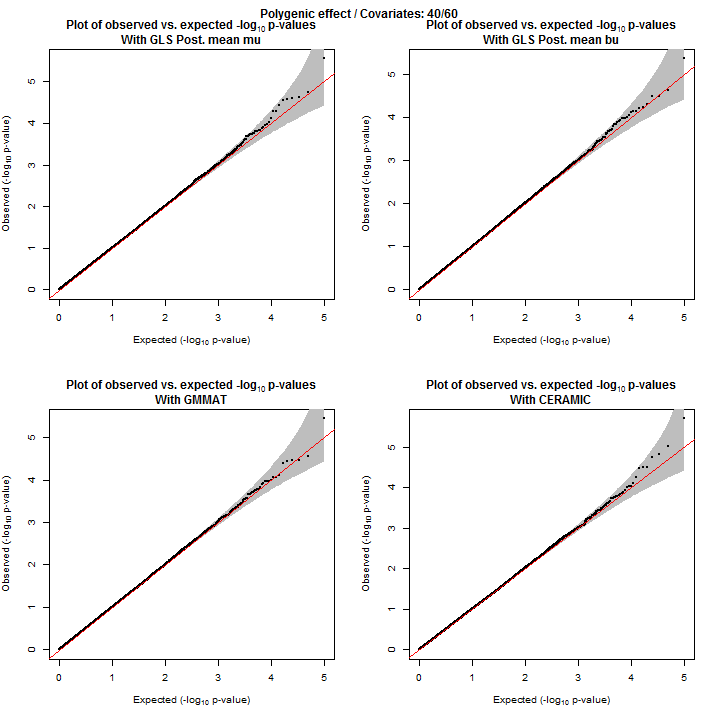 Polygenic effect / Covariates: 40/60
Plot of observed vs. expected -log10 p-values
With GLS Post. mean mu
Observed (-log10 p-value)
5
4
3
2
1
0
0 1 2 3 4 5
Expected (-log10 p-value)
Plot of observed vs. expected -log10 p-values
With GLS Post. mean bu
Observed (-log10 p-value)
5
4
3
2
1
0
0 1 2 3 4 5
Expected (-log10 p-value)
Plot of observed vs. expected -log10 p-values
With GMMAT
Observed (-log10 p-value)
5
4
3
2
1
0
0 1 2 3 4 5
Expected (-log10 p-value)
Plot of observed vs. expected -log10 p-values
With CERAMIC
Observed (-log10 p-value)
5
4
3
2
1
0
0 1 2 3 4 5
Expected (-log10 p-value)